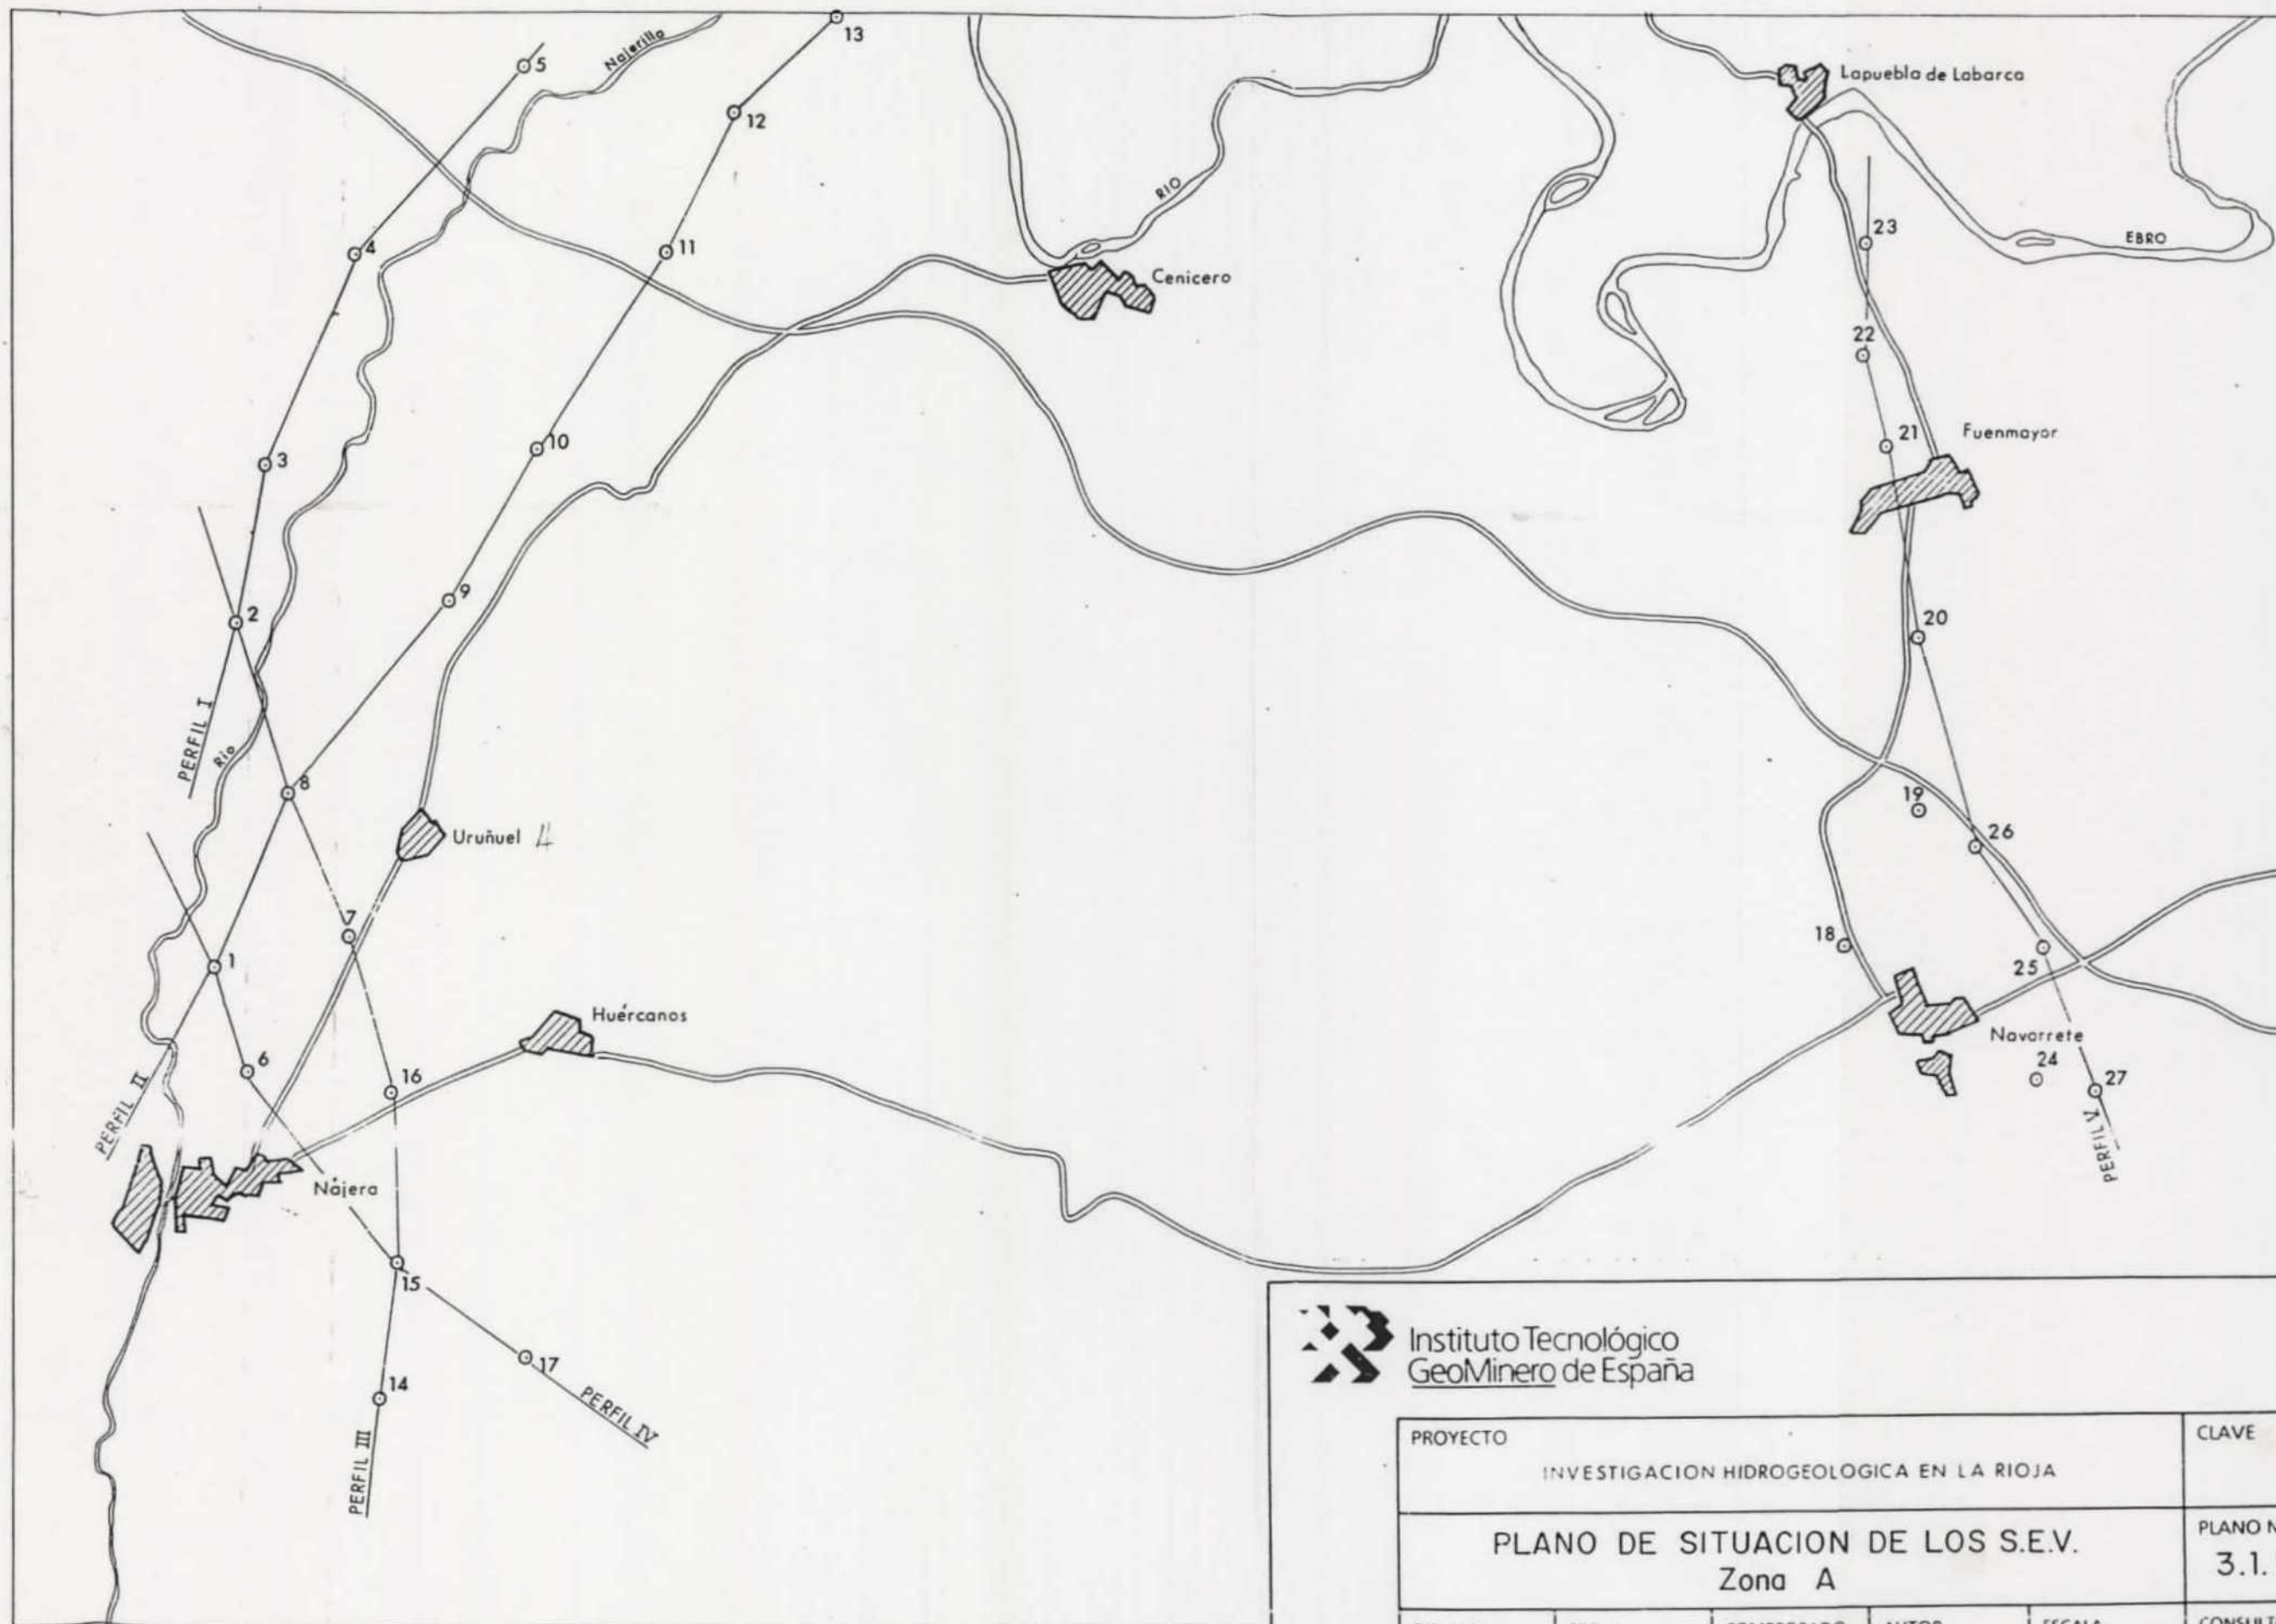 13
5
Najerilla
Lapuebla de Labarca
12
RIO
4
11
23
EBRO
Cenicero
22
10
21
Fuenmayor
3
9
2
20
PERFIL I
Rio
8
19
Uruñuel
26
7
18
1
25
Huércanos
Navarrete
6
24
16
27
PERFIL II
PERFIL V
Nájera
15
17
14
PERFIL IV
PERFIL III
Instituto Tecnológico
GeoMinero de España
PROYECTO
CLAVE
INVESTIGACION HIDROGEOLOGICA EN LA RIOJA
PLANO DE SITUACION DE LOS S.E.V.
Zona A
PLANO N
3.1.